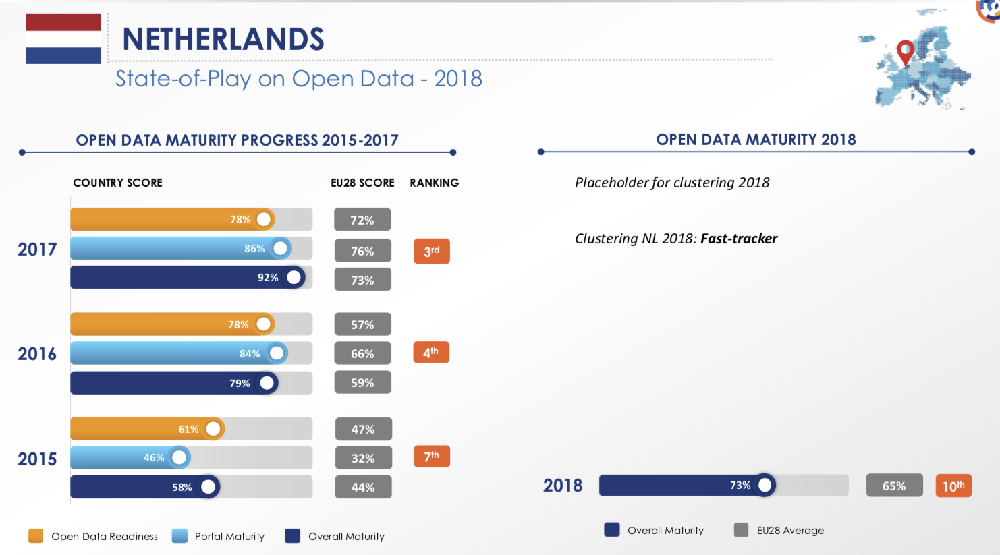 NETHERLANDS
State-of-Play on Open Data - 2018
OPEN DATA MATURITY PROGRESS 2015-2017
COUNTRY SCORE EU28 SCORE RANKING
78% 72%
2017 86% 76% 3rd
92% 73%
78% 57%
2016 84% 66% 4th
79% 59%
61% 47%
2015 46% 32% 7th
58% 44%
Open Data Readiness Portal Maturity Overall Maturity
OPEN DATA MATURITY 2018
Placeholder for clustering 2018
Clustering NL 2018: Fast-tracker
2018 73% 65% 10th
Overall Maturity EU28 Average